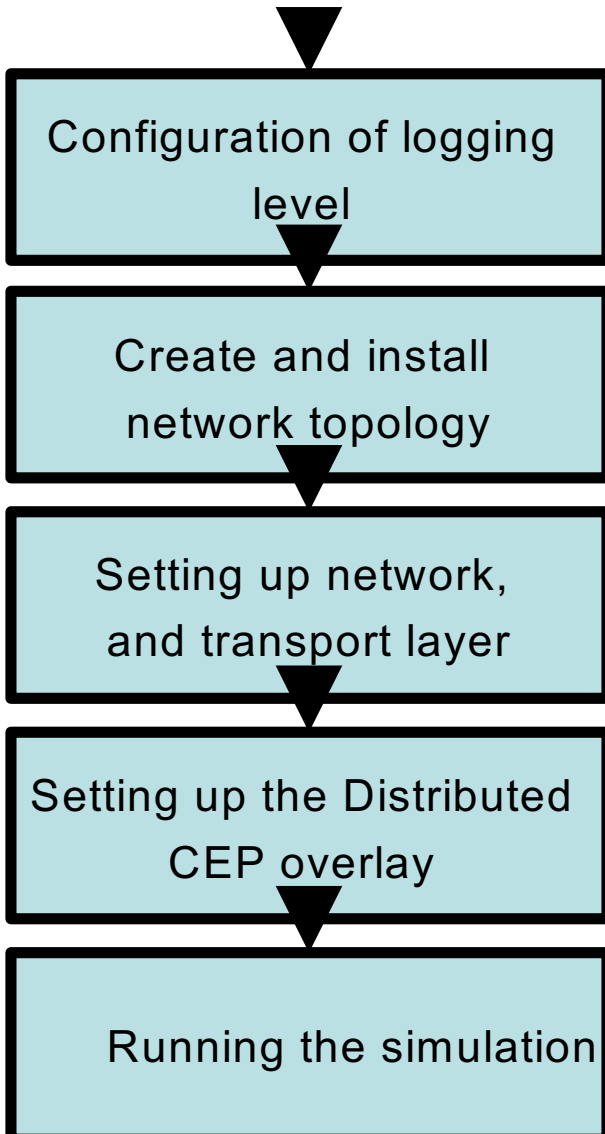 Configuration of logging
level
Create and install
network topology
Setting up network,
and transport layer
Setting up the Distributed
CEP overlay
Running the simulation